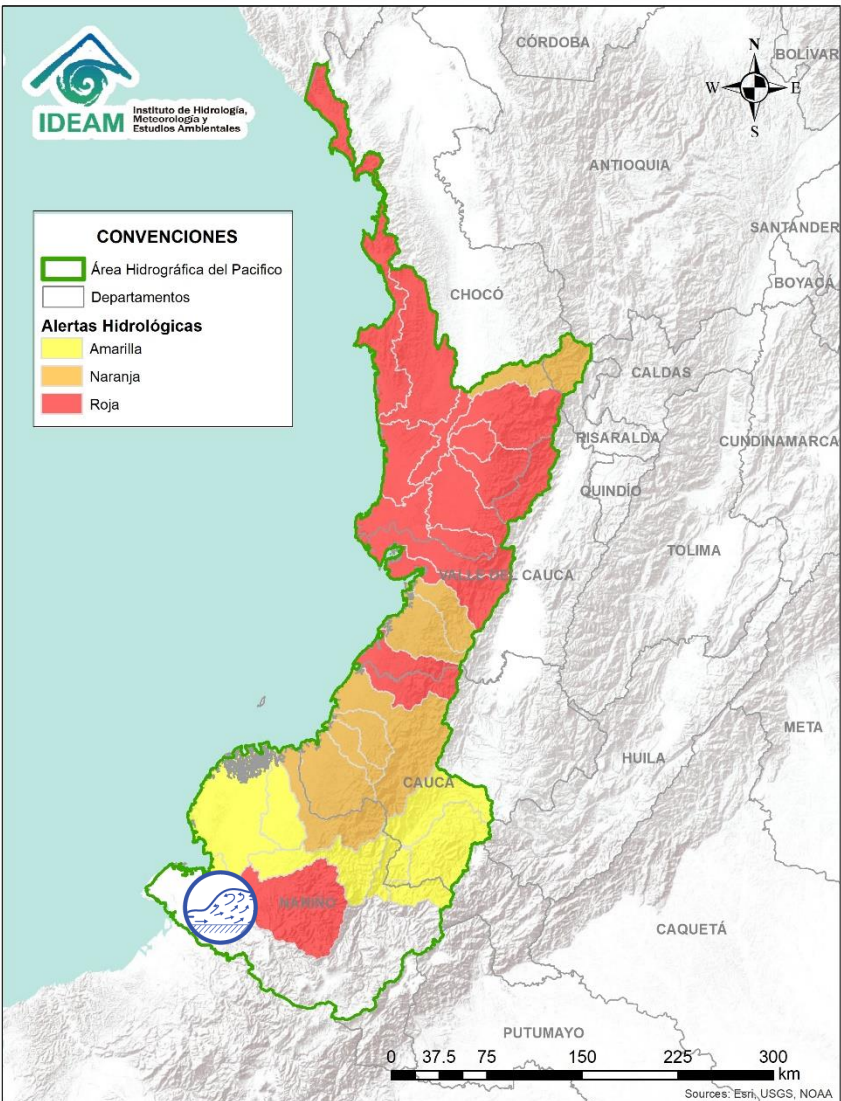 IDEAM
Instituto de Hidrología,
Meteorología y
Estudios Ambientales
N
W
E
S
CONVENCIONES
Área Hidrográfica del Pacifico
Departamentos
Alertas Hidrológicas
Amarilla
Naranja
Roja
CÓRDOBA
BOLÍVAR
ANTIOQUIA
SANTANDER
BOYACÁ
CHOCÓ
CALDAS
RISARALDA
CUNDINAMARCA
QUINDÍO
TOLIMA
VALLE DEL CAUCA
META
HUILA
CAUCA
NARIÑO
CAQUETÁ
PUTUMAYO
0 37.5 75 150 225 300
km
Sources: Esri, USGS, NOAA